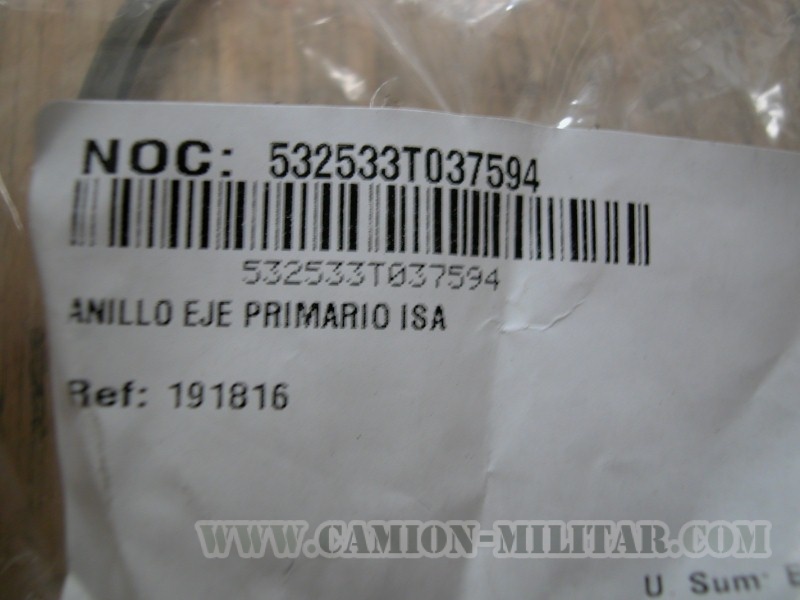 NOC: 532533T037594
532533T037594
ANILLO EJE PRIMARIO ISA
Ref: 191816
WWW.CAMION-MILITAR.COM
U. Sum: E